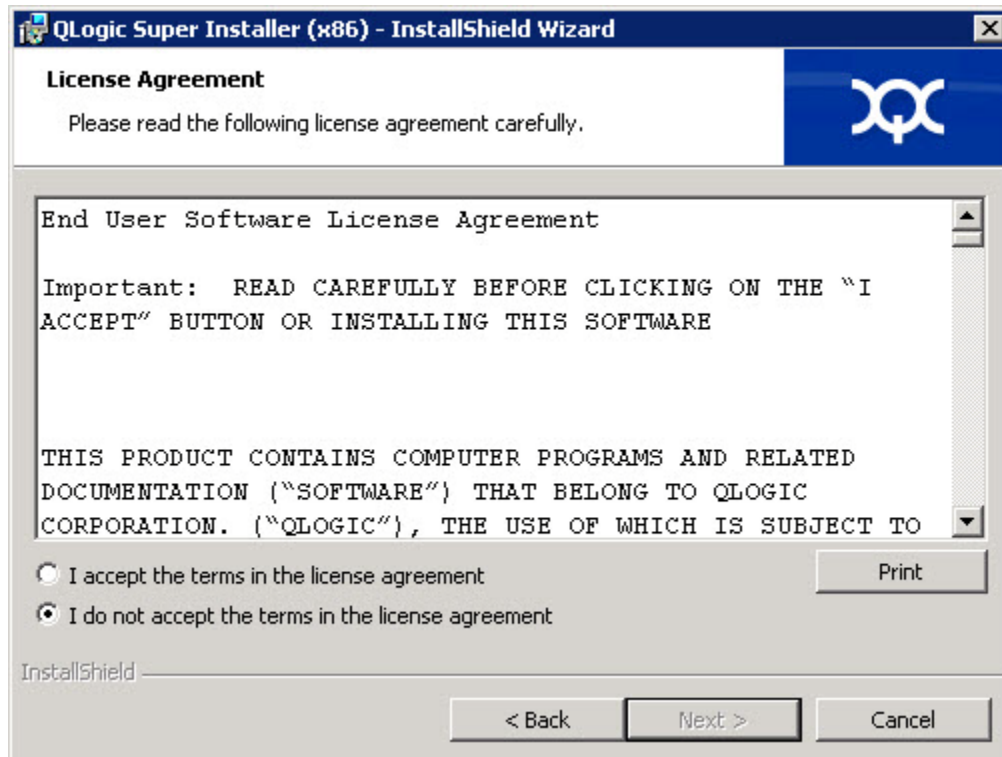 QLogic Super Installer (x86) - InstallShield Wizard
License Agreement
Please read the following license agreement carefully.
End User Software License Agreement
Important:  READ CAREFULLY BEFORE CLICKING ON THE “I
ACCEPT” BUTTON OR INSTALLING THIS SOFTWARE
THIS PRODUCT CONTAINS COMPUTER PROGRAMS AND RELATED
DOCUMENTATION (“SOFTWARE”) THAT BELONG TO QLOGIC
CORPORATION. (“QLOGIC”), THE USE OF WHICH IS SUBJECT TO
I accept the terms in the license agreement
Print
I do not accept the terms in the license agreement
InstallShield
< Back
Next >
Cancel